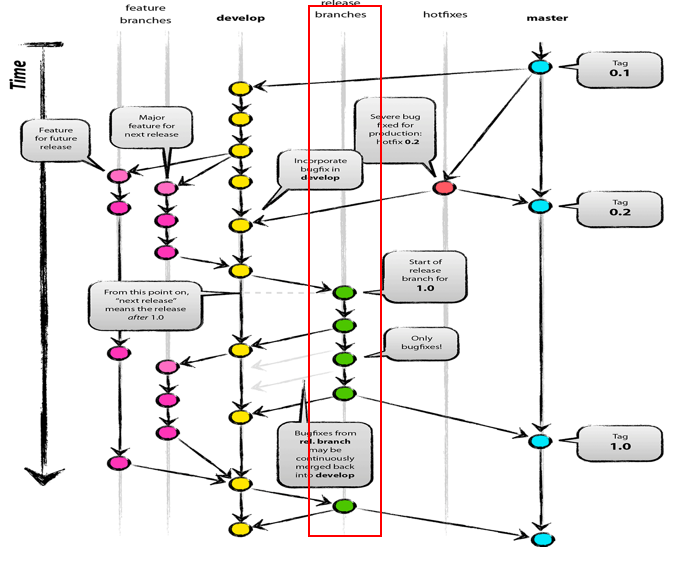 feature
branches
develop
release
branches
hotfixes
master
Time
Tag
0.1
Feature
for future
release
Major
feature for
next release
Severe bug
fixed for
production:
hotfix 0.2
Incorporate
bugfix in
develop
Tag
0.2
Start of
release
branch for
1.0
From this point on,
“next release”
means the release
after 1.0
Only
bugfixes!
Bugfixes from
rel. branch
may be
continuously
merged back
into develop
Tag
1.0